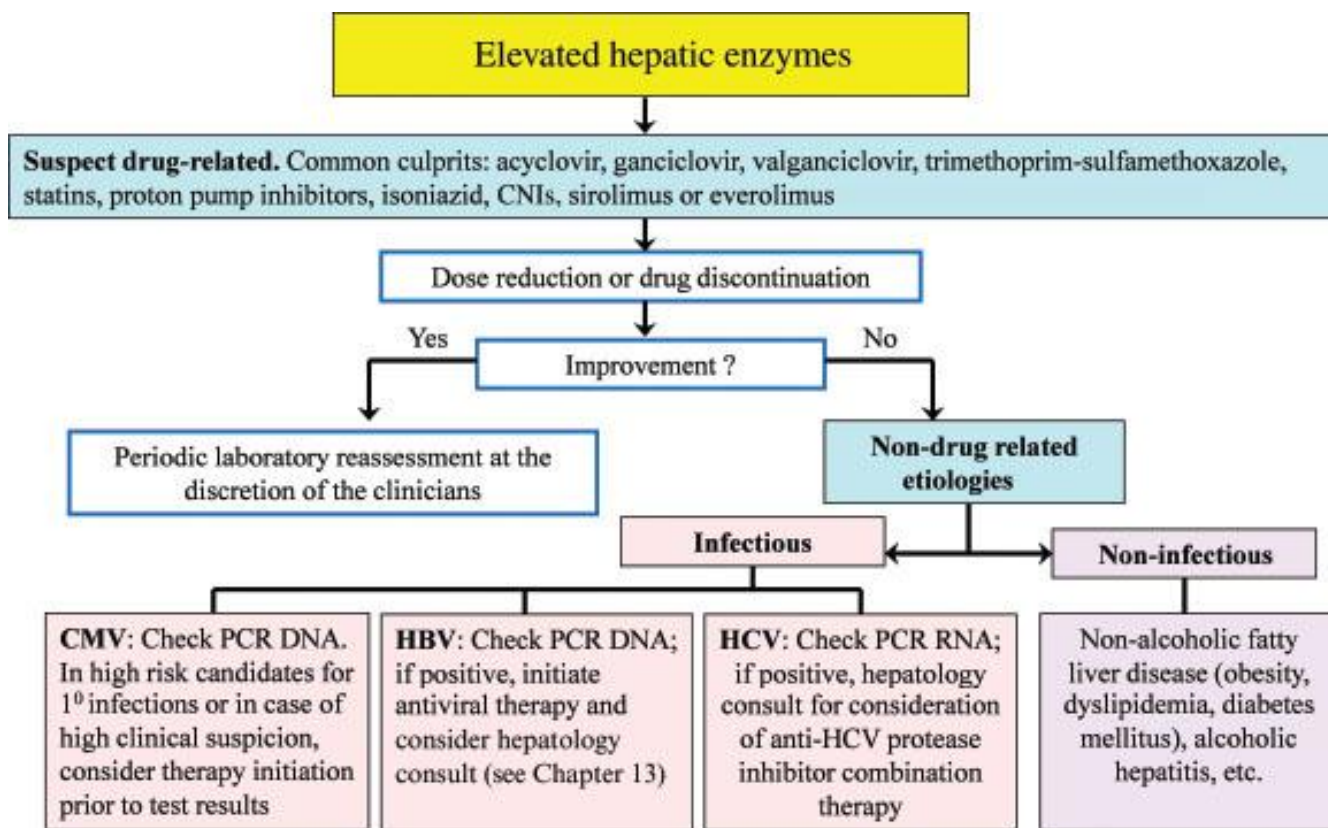 Elevated hepatic enzymes
Suspect drug-related. Common culprits: acyclovir, ganciclovir, valganciclovir, trimethoprim-sulfamethoxazole,
statins, proton pump inhibitors, isoniazid, CNIs, sirolimus or everolimus
Dose reduction or drug discontinuation
Yes
No
Improvement ?
Periodic laboratory reassessment at the
discretion of the clinicians
Non-drug related
etiologies
Infectious
Non-infectious
CMV: Check PCR DNA.
In high risk candidates for
1⁰ infections or in case of
high clinical suspicion,
consider therapy initiation
prior to test results
HBV: Check PCR DNA;
if positive, initiate
antiviral therapy and
consider hepatology
consult (see Chapter 13)
HCV: Check PCR RNA;
if positive, hepatology
consult for consideration
of anti-HCV protease
inhibitor combination
therapy
Non-alcoholic fatty
liver disease (obesity,
dyslipidemia, diabetes
mellitus), alcoholic
hepatitis, etc.